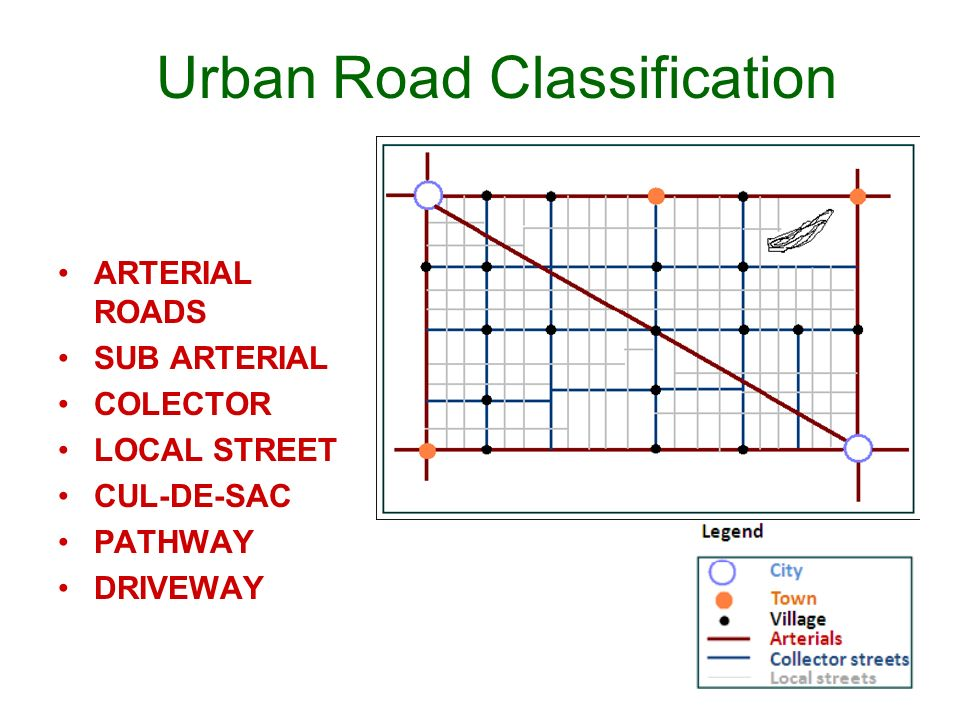 Urban Road Classification
• ARTERIAL
ROADS
• SUB ARTERIAL
• COLECTOR
• LOCAL STREET
• CUL-DE-SAC
• PATHWAY
• DRIVEWAY
Legend
City
Town
Village
Arterials
Collector streets
Local streets